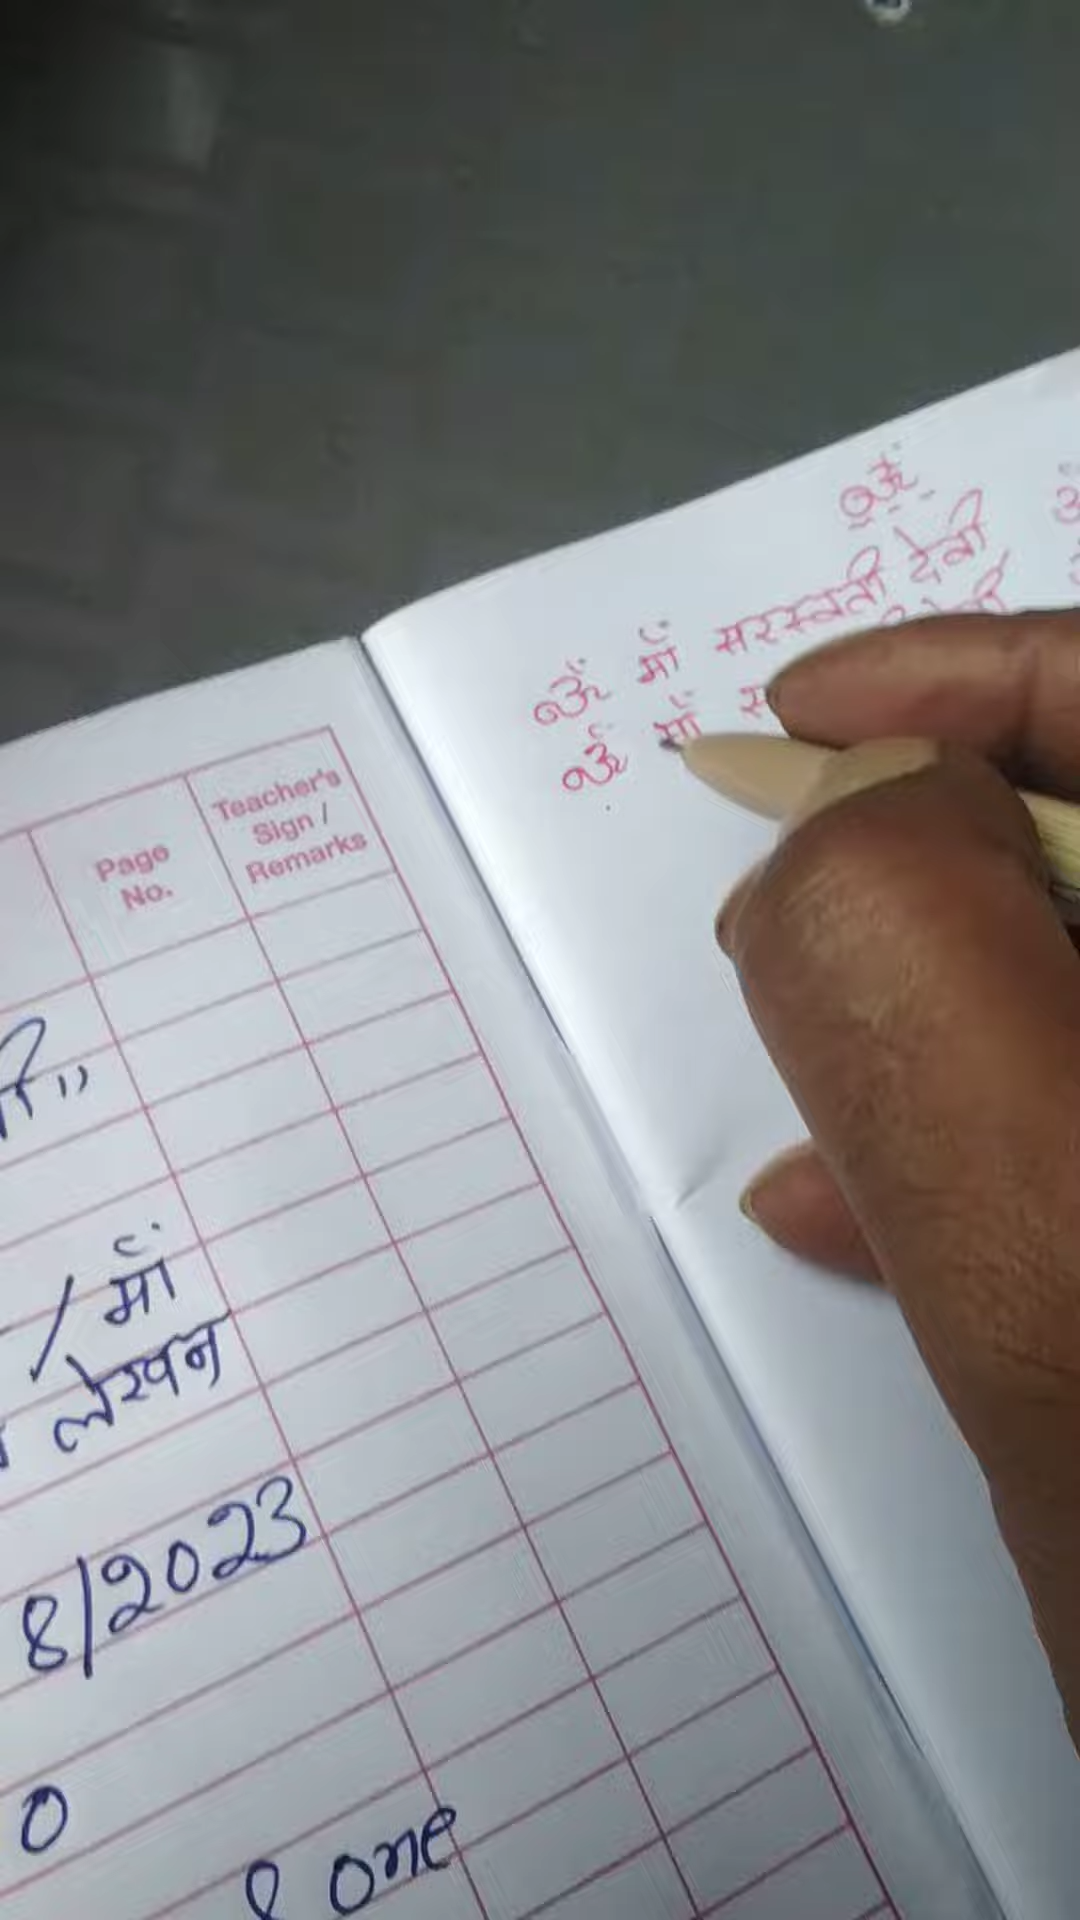 Page No.
Teacher's Sign / Remarks
/ माँ
लेखन
8/2023
0
one
ॐ
ॐ माँ सरस्वती देवी
ॐ माँ